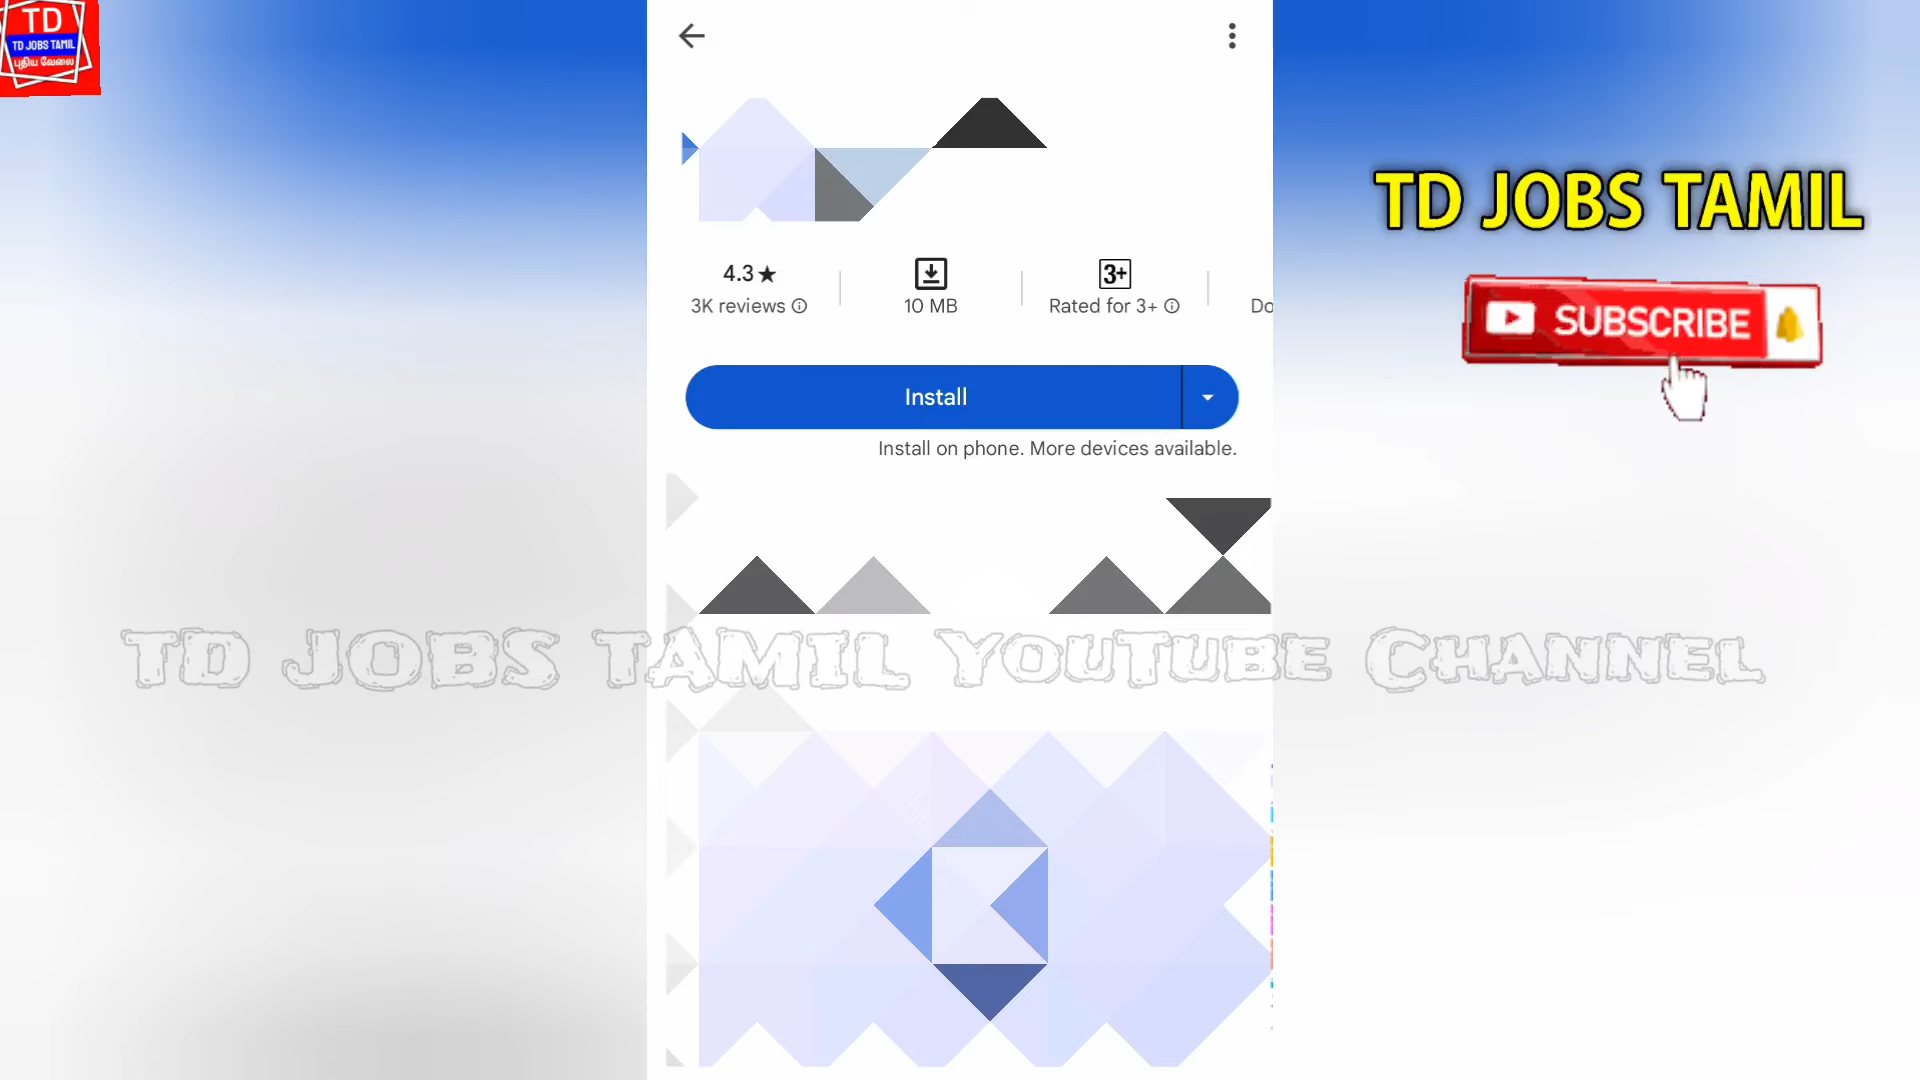 TD
TD JOBS TAMIL
புதிய வேலை
4.3★
3K reviews
10 MB
3+
Rated for 3+
Do
Install
Install on phone. More devices available.
TD JOBS TAMIL
SUBSCRIBE
TD JOBS TAMIL YOUTUBE CHANNEL